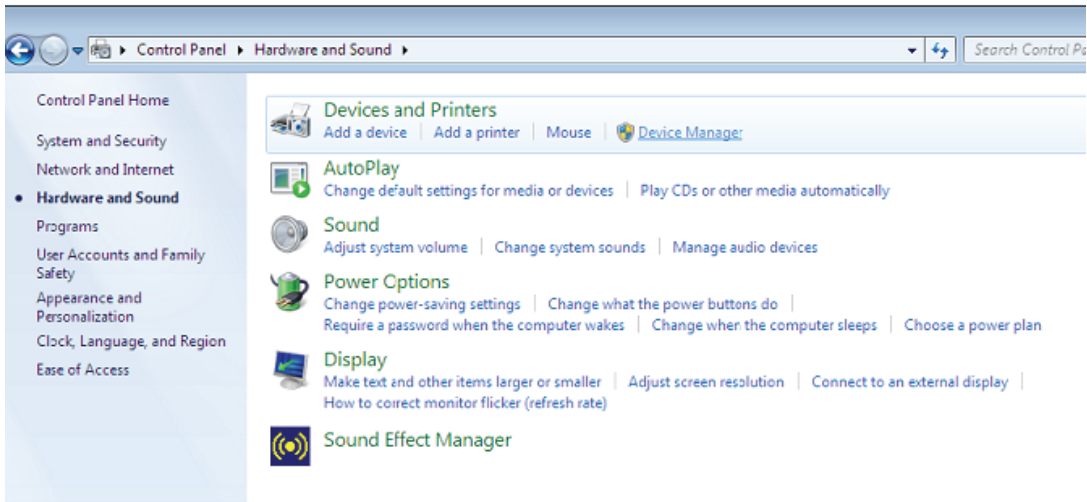 Control Panel Hardware and Sound
Search Control Pa
Control Panel Home
System and Security
Network and Internet
Hardware and Sound
Programs
User Accounts and Family
Safety
Appearance and
Personalization
Clock, Language, and Region
Ease of Access
Devices and Printers
Add a device Add a printer Mouse Device Manager
AutoPlay
Change default settings for media or devices Play CDs or other media automatically
Sound
Adjust system volume Change system sounds Manage audio devices
Power Options
Change power-saving settings Change what the power buttons do
Require a password when the computer wakes Change when the computer sleeps Choose a power plan
Display
Make text and other items larger or smaller Adjust screen resolution Connect to an external display
How to correct monitor flicker (refresh rate)
Sound Effect Manager